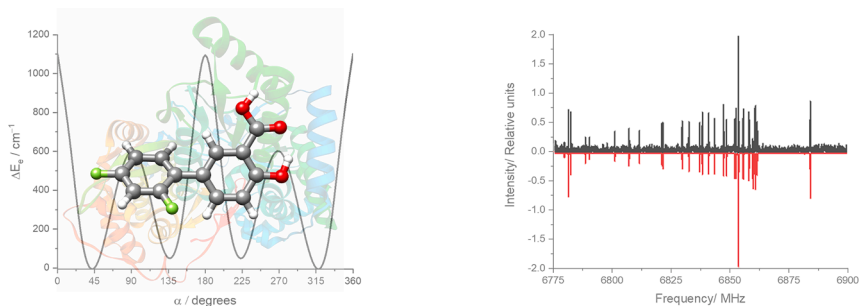 1200
1000
800
600
400
200
0
ΔEₑ / cm⁻¹
0 45 90 135 180 225 270 315 360
α / degrees
2.0
1.5
1.0
0.5
0.0
-0.5
-1.0
-1.5
-2.0
Intensity/ Relative units
6775 6800 6825 6850 6875 6900
Frequency/ MHz